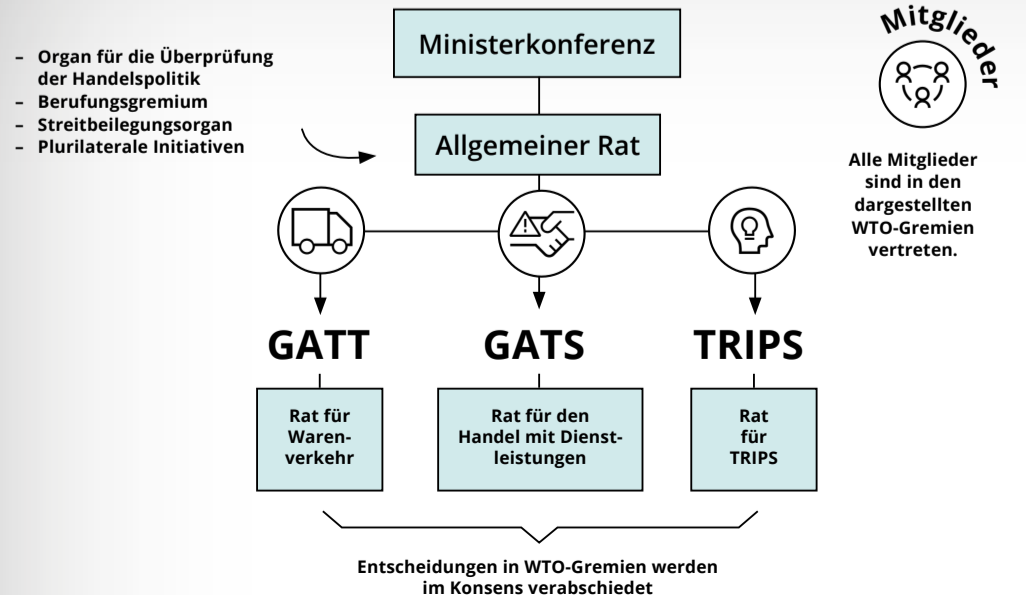 Ministerkonferenz
– Organ für die Überprüfung
der Handelspolitik
– Berufungsgremium
– Streitbeilegungsorgan
– Plurilaterale Initiativen
Allgemeiner Rat
Mitglieder
Alle Mitglieder
sind in den
dargestellten
WTO-Gremien
vertreten.
GATT
GATS
TRIPS
Rat für
Waren-
verkehr
Rat für den
Handel mit Dienst-
leistungen
Rat
für
TRIPS
Entscheidungen in WTO-Gremien werden
im Konsens verabschiedet